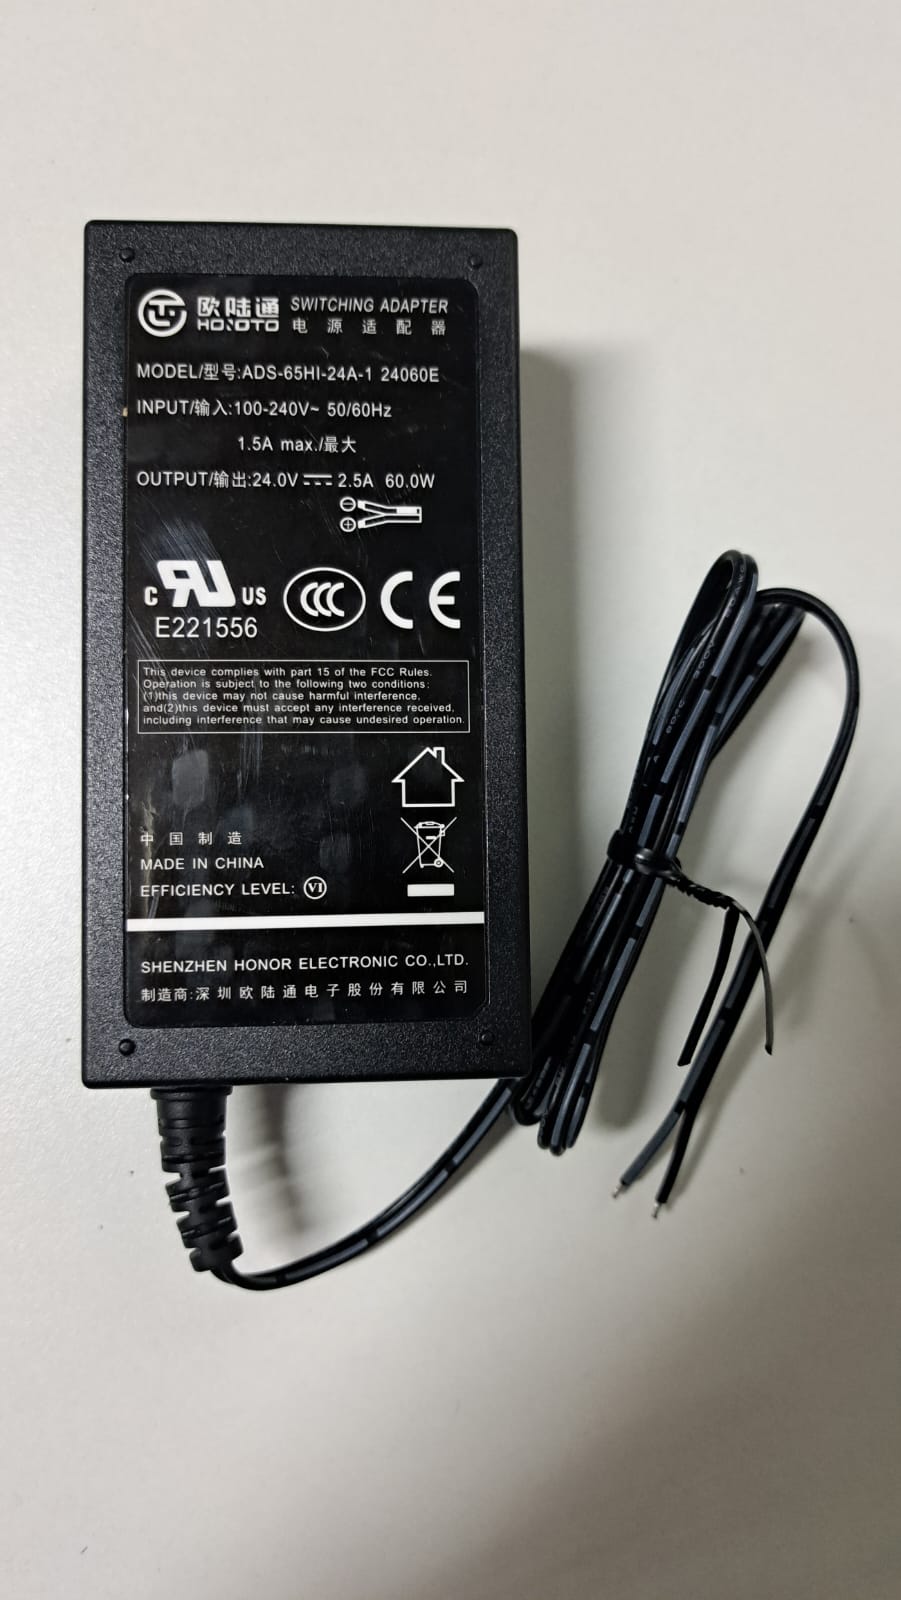 欧陆通 SWITCHING ADAPTER
HONOTO 电源适配器
MODEL/型号:ADS-65HI-24A-1 24060E
INPUT/输入:100-240V~ 50/60Hz
1.5A max./最大
OUTPUT/输出:24.0V⎓2.5A 60.0W
c RU US CCC CE
E221556
This device complies with part 15 of the FCC Rules.
Operation is subject to the following two conditions:
(1)this device may not cause harmful interference,
and(2)this device must accept any interference received,
including interference that may cause undesired operation.
中国制造
MADE IN CHINA
EFFICIENCY LEVEL: VI
SHENZHEN HONOR ELECTRONIC CO.,LTD.
制造商:深圳欧陆通电子股份有限公司